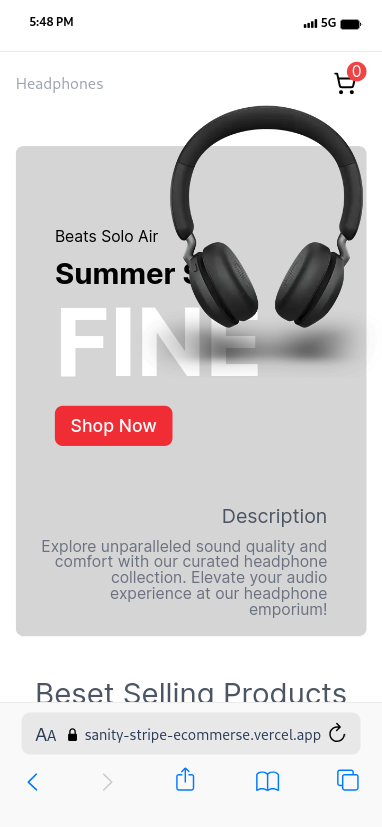 5:48 PM
5G
Headphones
0
Beats Solo Air
Summer
FINE
Shop Now
Description
Explore unparalleled sound quality and
comfort with our curated headphone
collection. Elevate your audio
experience at our headphone
emporium!
Beset Selling Products
AA
sanity-stripe-ecommerse.vercel.app